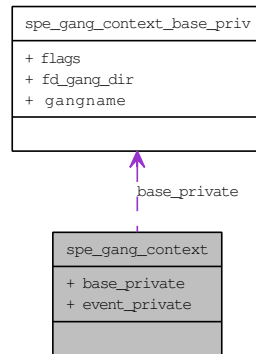 spe_gang_context_base_priv
+ flags
+ fd_gang_dir
+ gangname
base_private
spe_gang_context
+ base_private
+ event_private